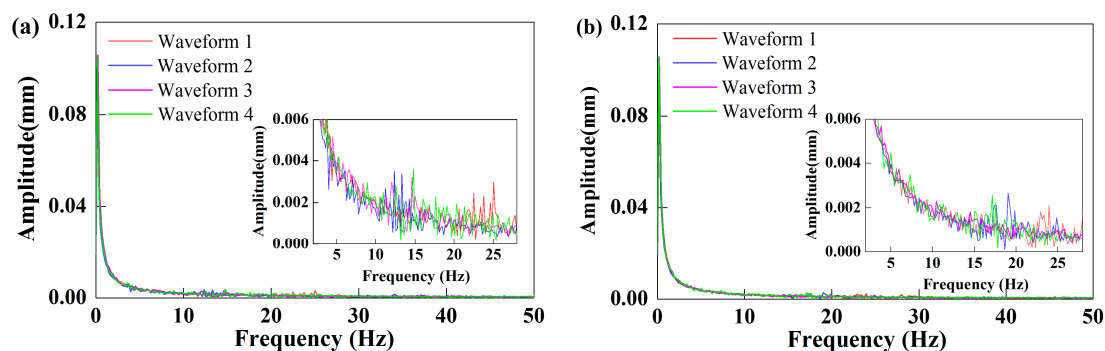 (a)
0.12
0.08
0.04
0.00
Amplitude(mm)
Waveform 1
Waveform 2
Waveform 3
Waveform 4
0.006
0.004
0.002
0.000
Amplitude(mm)
5 10 15 20 25
Frequency (Hz)
0 10 20 30 40 50
Frequency (Hz)
(b)
0.12
0.08
0.04
0.00
Amplitude(mm)
Waveform 1
Waveform 2
Waveform 3
Waveform 4
0.006
0.004
0.002
0.000
Amplitude(mm)
5 10 15 20 25
Frequency (Hz)
0 10 20 30 40 50
Frequency (Hz)